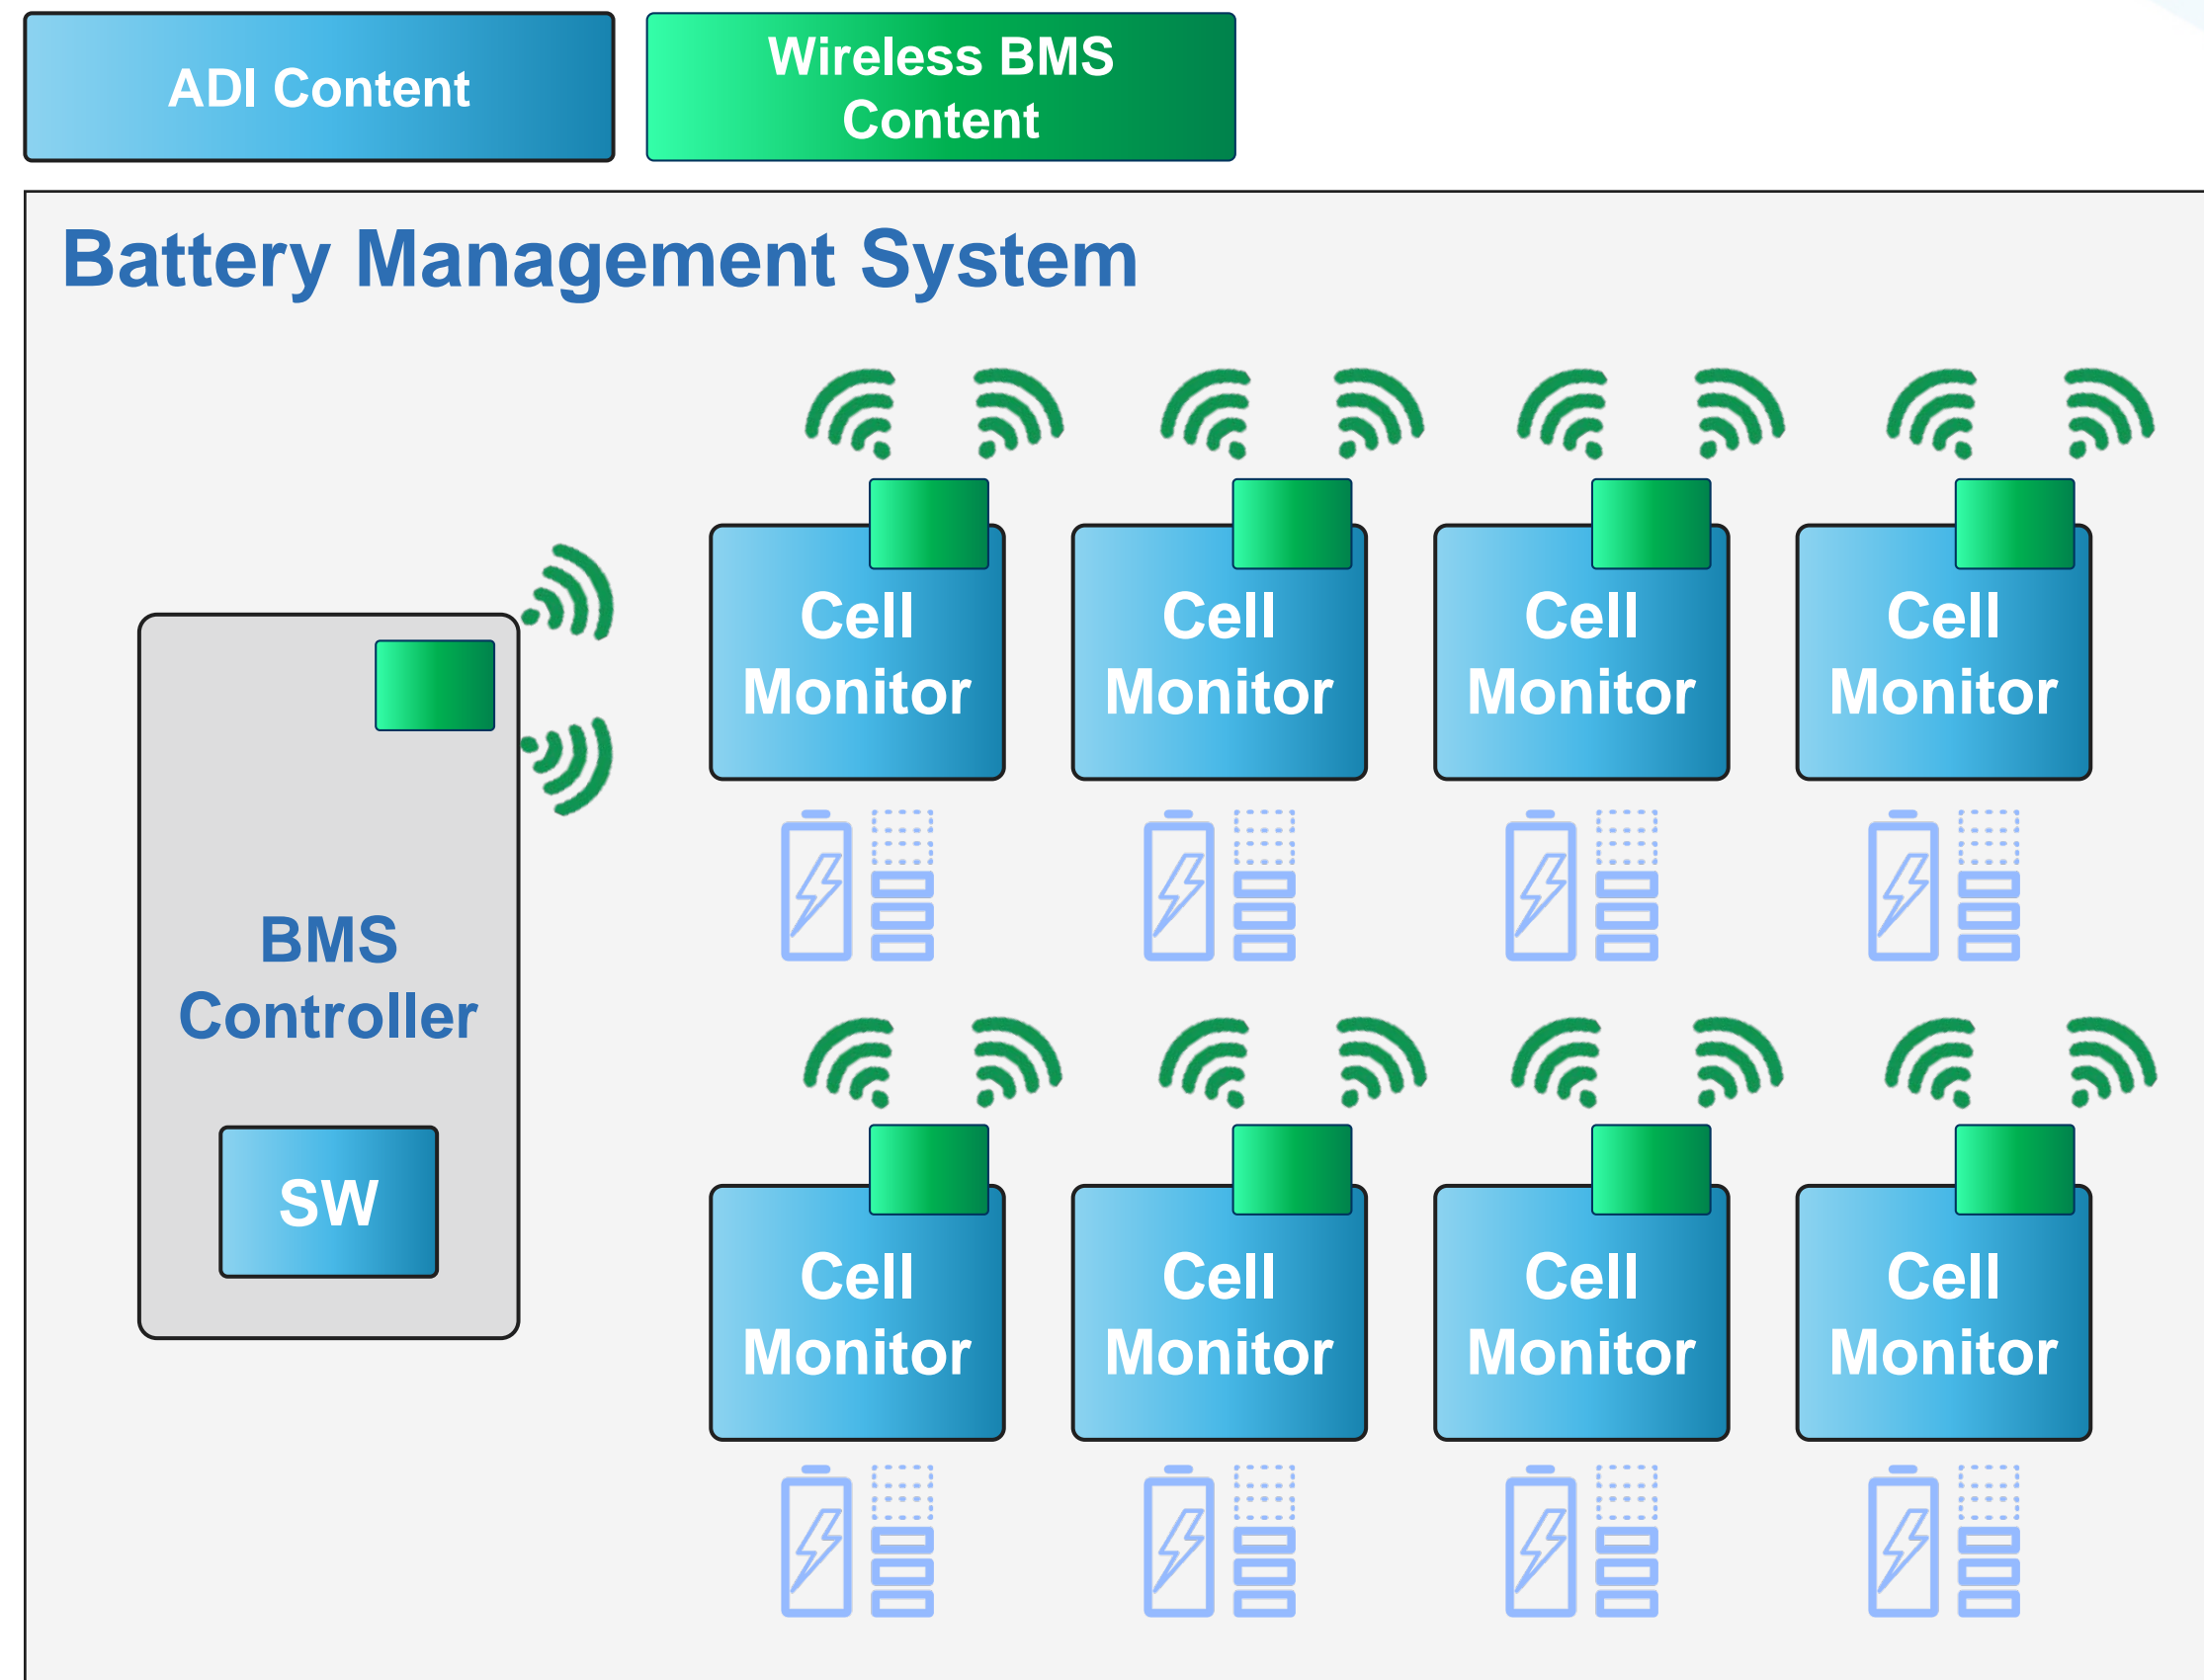 ADI Content
Wireless BMS
Content
Battery Management System
Cell
Monitor
Cell
Monitor
Cell
Monitor
Cell
Monitor
BMS
Controller
SW
Cell
Monitor
Cell
Monitor
Cell
Monitor
Cell
Monitor